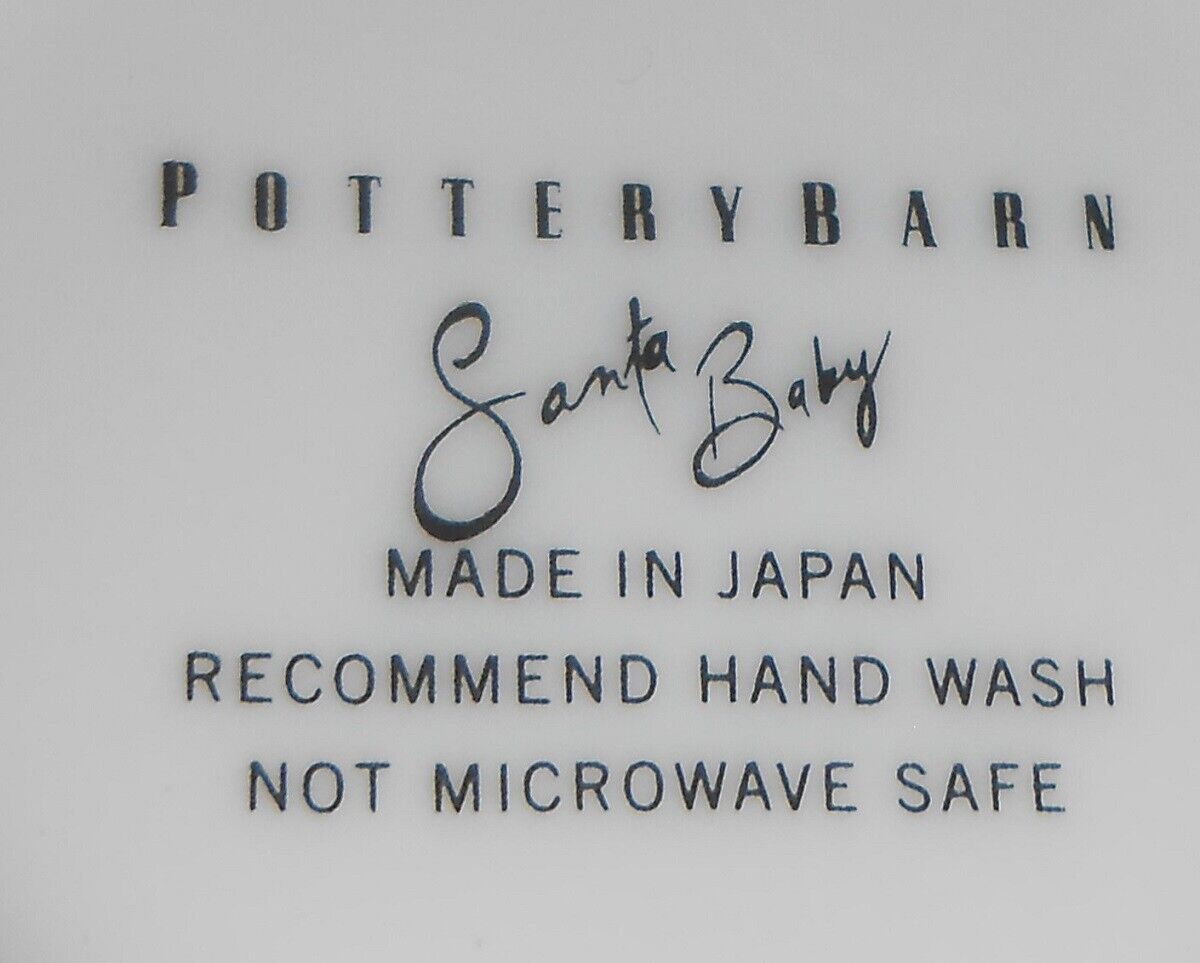 POTTERYBARN
Santa Baby
MADE IN JAPAN
RECOMMEND HAND WASH
NOT MICROWAVE SAFE